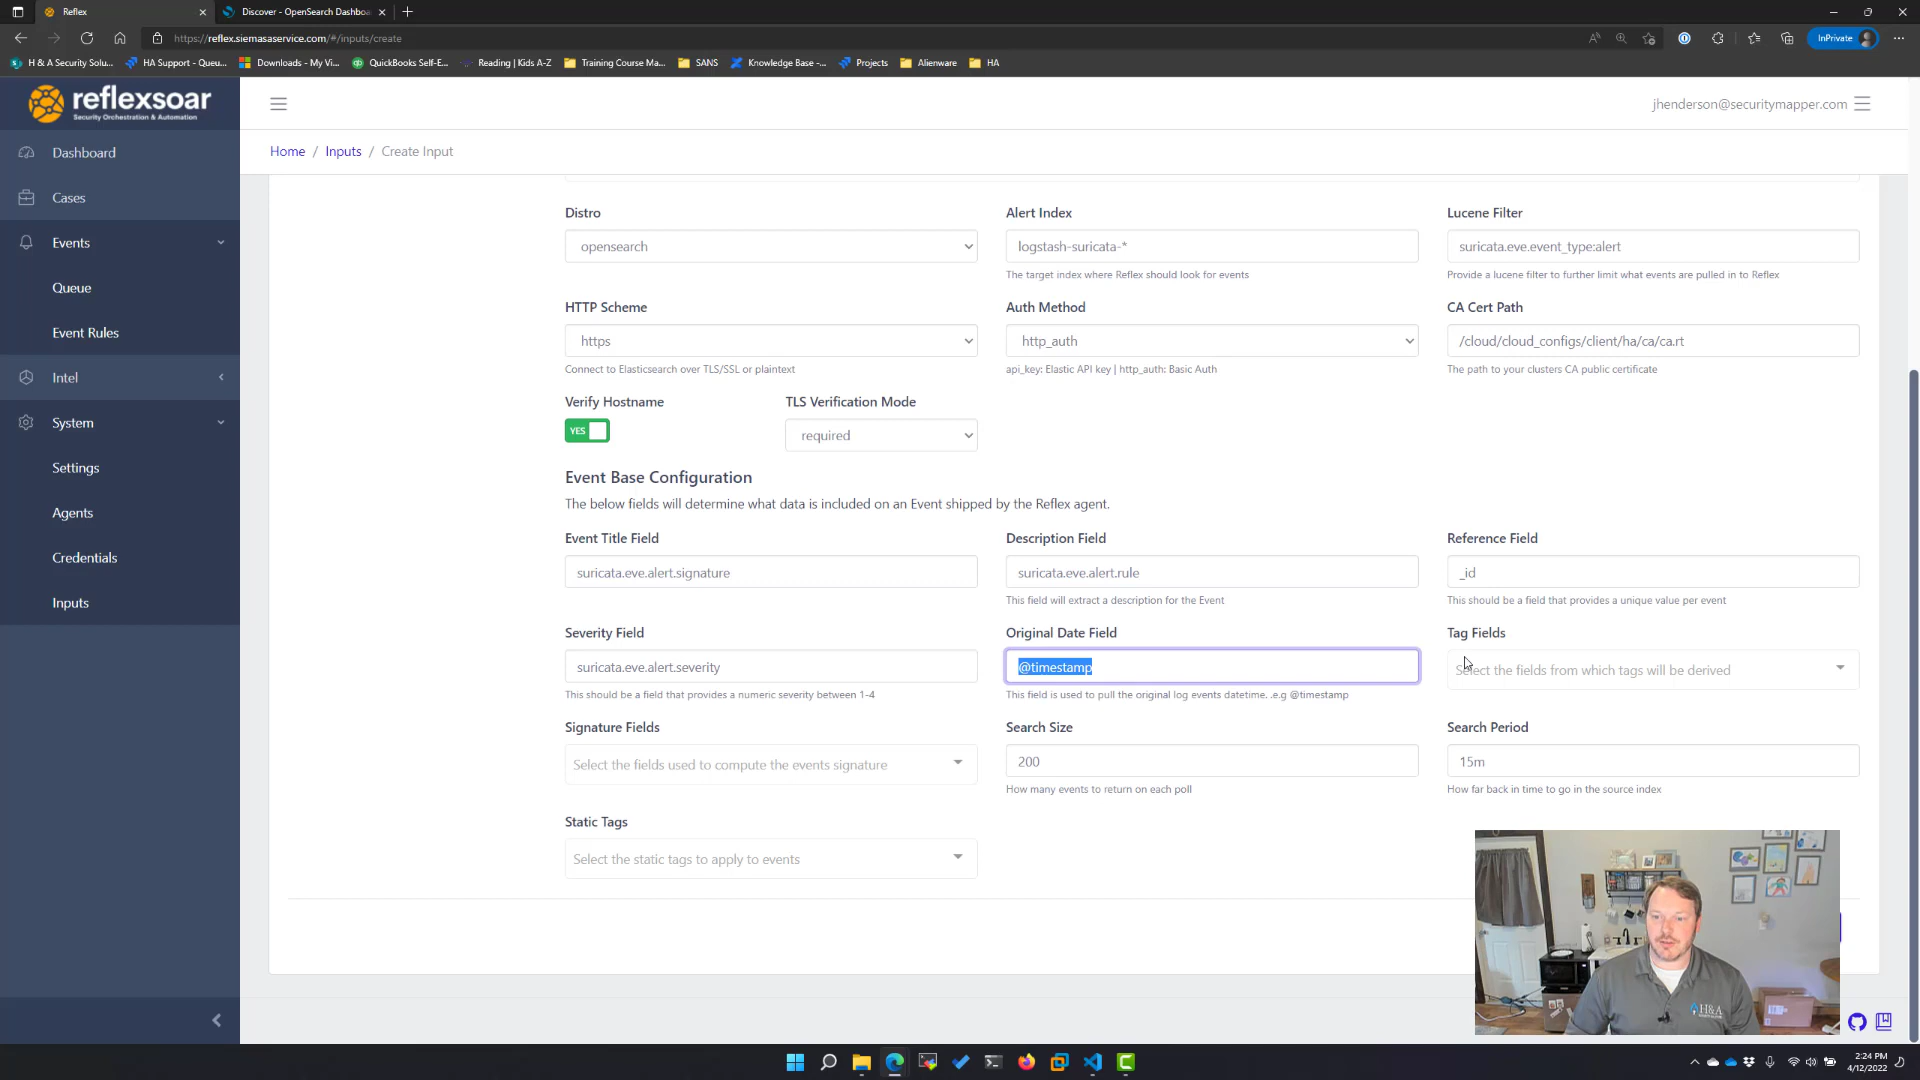 Reflex
Discover - OpenSearch Dashboa
https://reflex.siemasaservice.com/#/inputs/create
InPrivate
H & A Security Solu...
HA Support - Queu...
Downloads - My Vi...
QuickBooks Self-E...
Reading | Kids A-Z
Training Course Ma...
SANS
Knowledge Base -...
Projects
Alienware
HA
reflexsoar
Security Orchestration & Automation
jhenderson@securitymapper.com
Home / Inputs / Create Input
Dashboard
Cases
Events
Queue
Event Rules
Intel
System
Settings
Agents
Credentials
Inputs
Distro
opensearch
Alert Index
logstash-suricata-*
The target index where Reflex should look for events
Lucene Filter
suricata.eve.event_type:alert
Provide a lucene filter to further limit what events are pulled in to Reflex
HTTP Scheme
https
Connect to Elasticsearch over TLS/SSL or plaintext
Auth Method
http_auth
api_key: Elastic API key | http_auth: Basic Auth
CA Cert Path
/cloud/cloud_configs/client/ha/ca/ca.rt
The path to your clusters CA public certificate
Verify Hostname
YES
TLS Verification Mode
required
Event Base Configuration
The below fields will determine what data is included on an Event shipped by the Reflex agent.
Event Title Field
suricata.eve.alert.signature
Description Field
suricata.eve.alert.rule
This field will extract a description for the Event
Reference Field
_id
This should be a field that provides a unique value per event
Severity Field
suricata.eve.alert.severity
This should be a field that provides a numeric severity between 1-4
Original Date Field
@timestamp
This field is used to pull the original log events datetime. .e.g @timestamp
Tag Fields
Select the fields from which tags will be derived
Signature Fields
Select the fields used to compute the events signature
Search Size
200
How many events to return on each poll
Search Period
15m
How far back in time to go in the source index
Static Tags
Select the static tags to apply to events
H&A
2:24 PM
4/12/2022